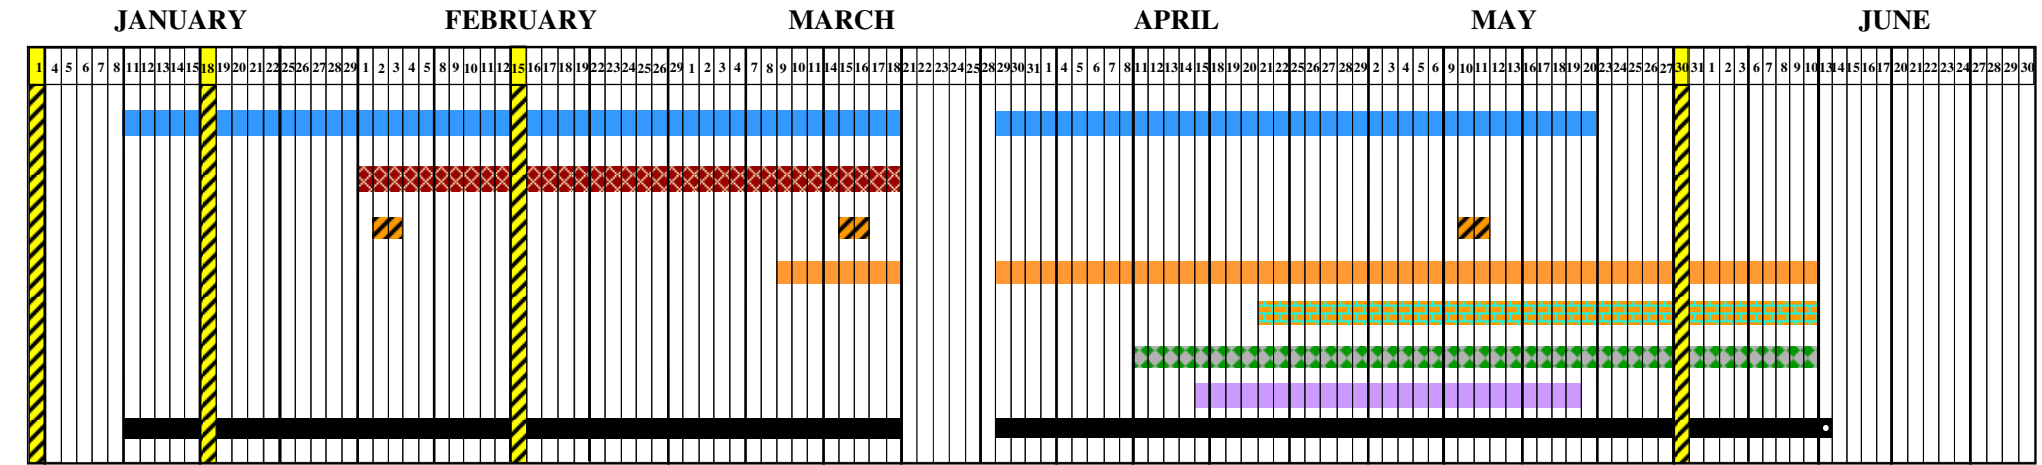 JANUARY FEBRUARY MARCH APRIL MAY JUNE
1 4 5 6 7 8 11 12 13 14 15 18 19 20 21 22 25 26 27 28 29 1 2 3 4 5 8 9 10 11 12 15 16 17 18 19 22 23 24 25 26 29 1 2 3 4 7 8 9 10 11 14 15 16 17 18 21 22 23 24 25 28 29 30 31 1 4 5 6 7 8 11 12 13 14 15 18 19 20 21 22 25 26 27 28 29 2 3 4 5 6 9 10 11 12 13 16 17 18 19 20 23 24 25 26 27 30 31 1 2 3 6 7 8 9 10 13 14 15 16 17 20 21 22 23 24 27 28 29 30